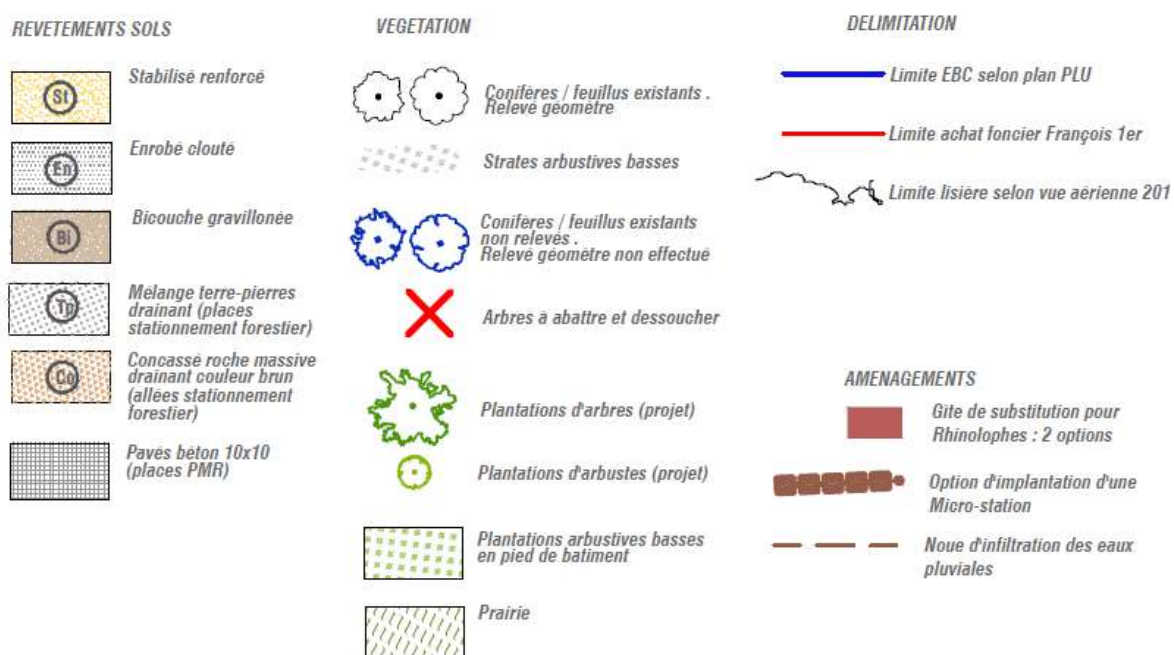 REVETEMENTS SOLS
St
Stabilisé renforcé
En
Enrobé clouté
Bi
Bicouche gravillonée
Tp
Mélange terre-pierres
drainant (places
stationnement forestier)
Co
Concassé roche massive
drainant couleur brun
(allées stationnement
forestier)
Pavés béton 10x10
(places PMR)
VEGETATION
Conifères / feuillus existants .
Relevé géomètre
Strates arbustives basses
Conifères / feuillus existants
non relevés .
Relevé géomètre non effectué
Arbres à abattre et dessoucher
Plantations d'arbres (projet)
Plantations d'arbustes (projet)
Plantations arbustives basses
en pied de batiment
Prairie
DELIMITATION
Limite EBC selon plan PLU
Limite achat foncier François 1er
Limite lisière selon vue aérienne 201
AMENAGEMENTS
Gite de substitution pour
Rhinolophes : 2 options
Option d'implantation d'une
Micro-station
Noue d'infiltration des eaux
pluviales